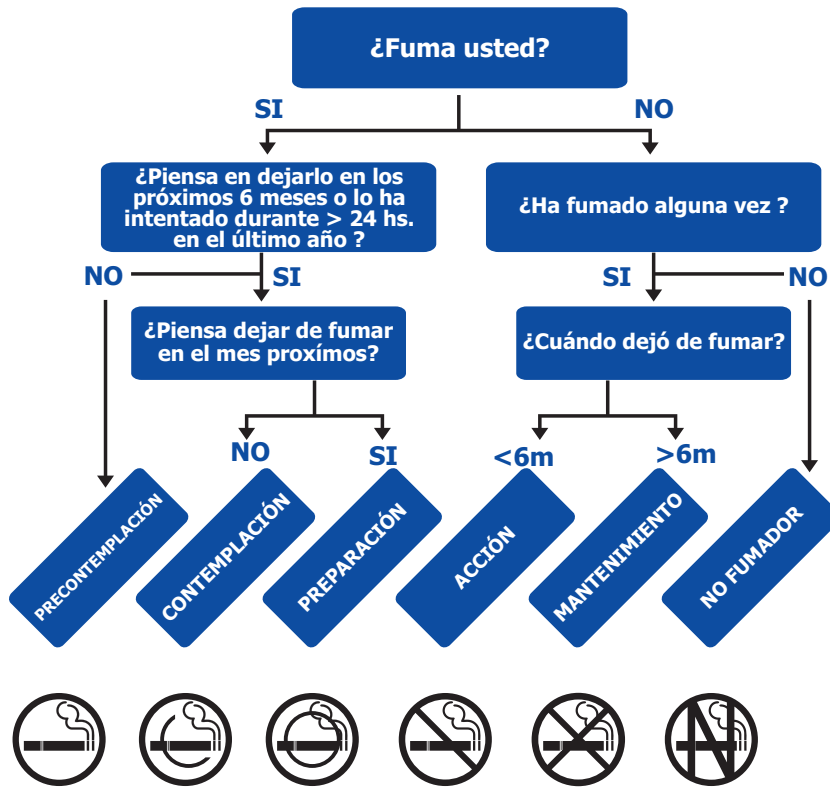 ¿Fuma usted?
SI
NO
¿Piensa en dejarlo en los
próximos 6 meses o lo ha
intentado durante > 24 hs.
en el último año ?
¿Ha fumado alguna vez ?
NO
SI
SI
NO
¿Piensa dejar de fumar
en el mes proxímos?
¿Cuándo dejó de fumar?
NO
SI
<6m
>6m
PRECONTEMPLACIÓN
CONTEMPLACIÓN
PREPARACIÓN
ACCIÓN
MANTENIMIENTO
NO FUMADOR
N